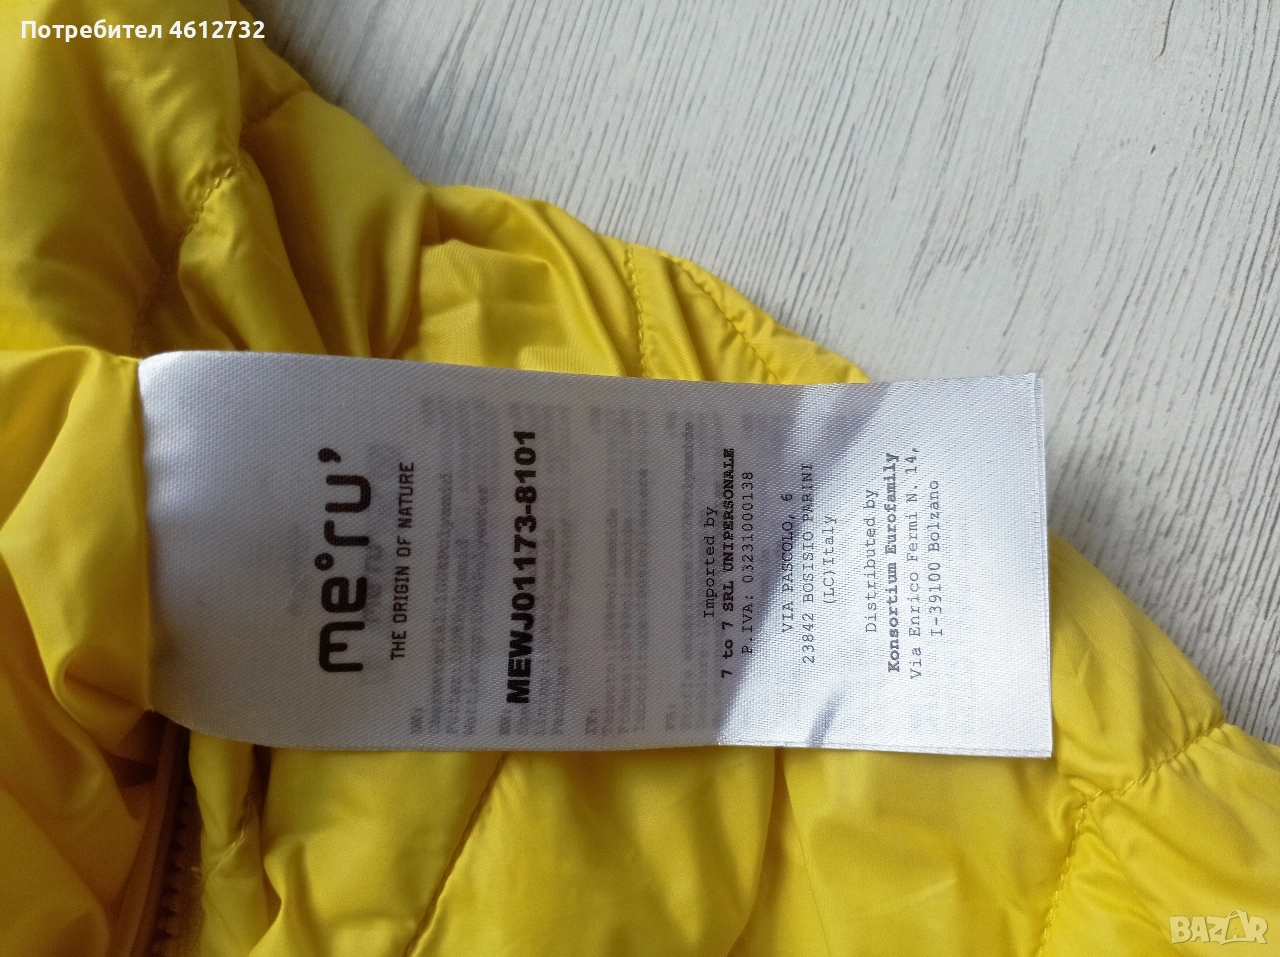 Потребител 4612732
me°ru'
THE ORIGIN OF NATURE
MEWJ01173-8101
Imported by
7 to 7 SRL UNIPERSONALE
P.IVA: 03231000138
VIA PASCOLO, 6
23842 BOSISIO PARINI
(LC)Italy
Distributed by
Konsortium Eurofamily
Via Enrico Fermi N. 14,
I-39100 Bolzano
BAZAR